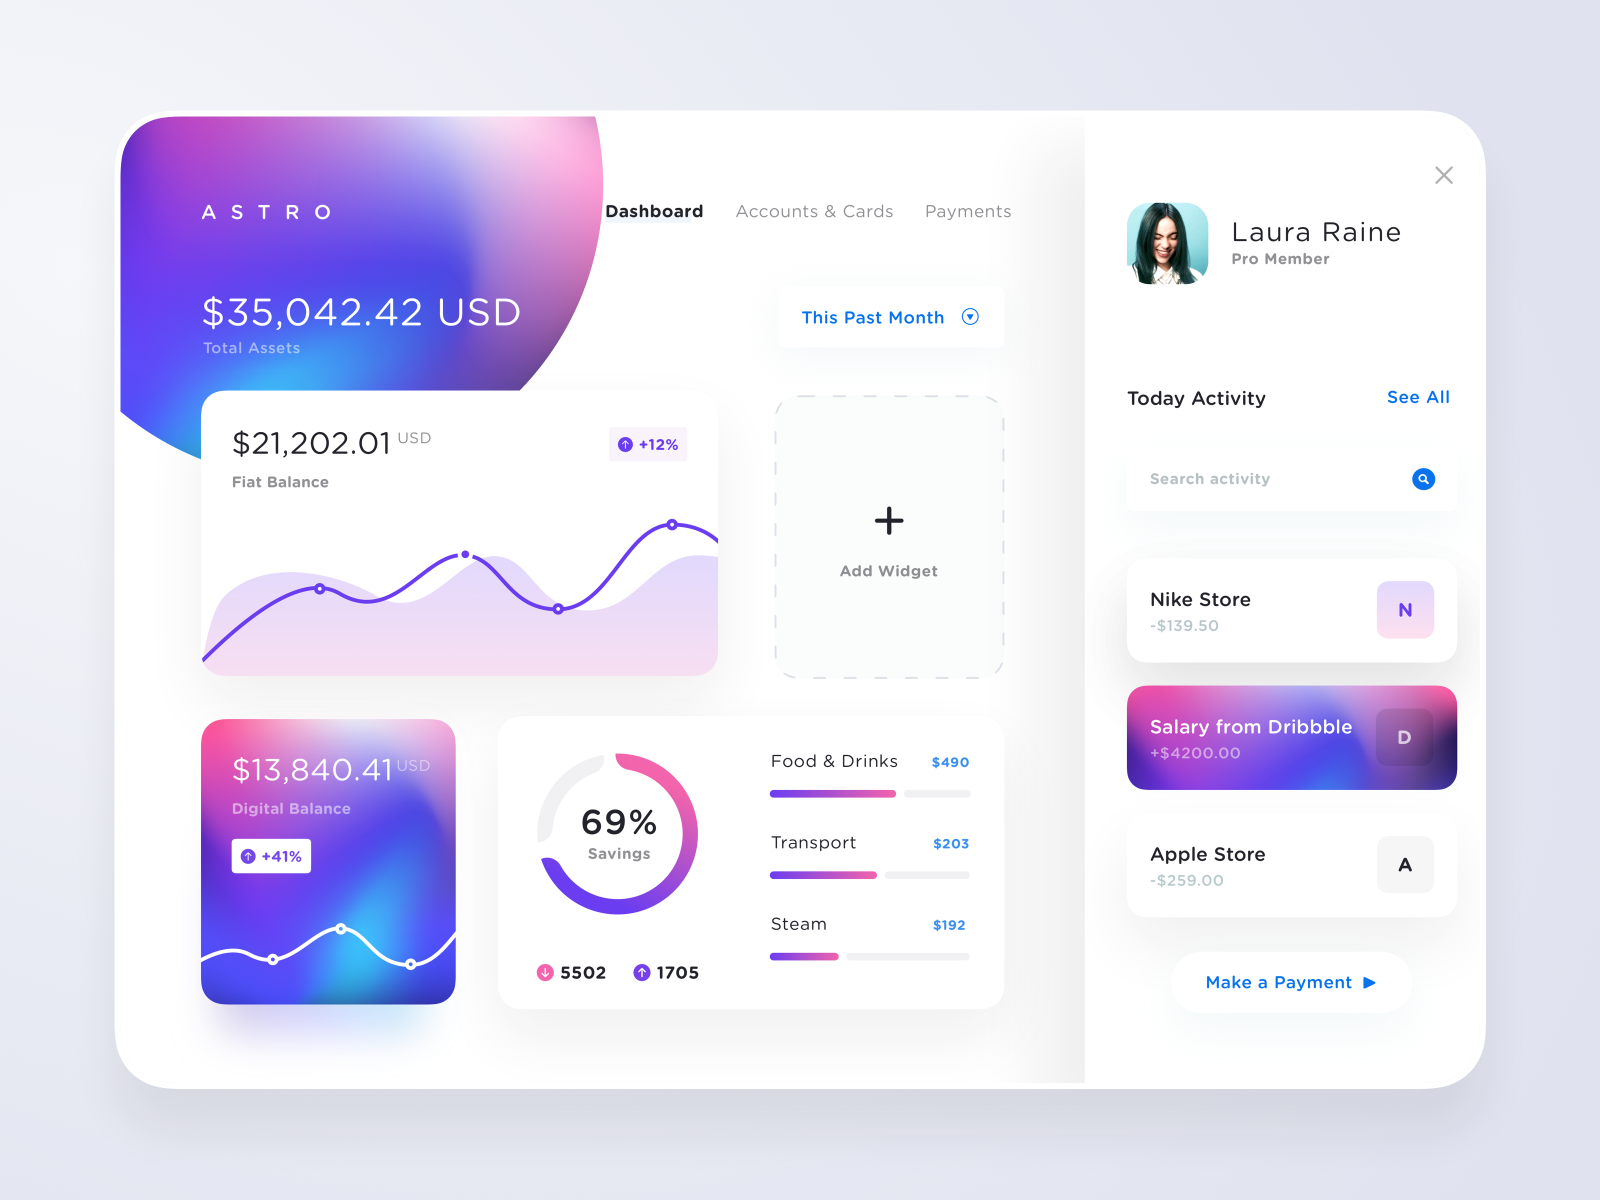 ASTRO
Dashboard
Accounts & Cards
Payments
$35,042.42 USD
Total Assets
This Past Month
$21,202.01 USD
Fiat Balance
+12%
Add Widget
$13,840.41 USD
Digital Balance
+41%
69%
Savings
5502
1705
Food & Drinks $490
Transport $203
Steam $192
Laura Raine
Pro Member
Today Activity
See All
Search activity
Nike Store
-$139.50
N
Salary from Dribbble
+$4200.00
D
Apple Store
-$259.00
A
Make a Payment